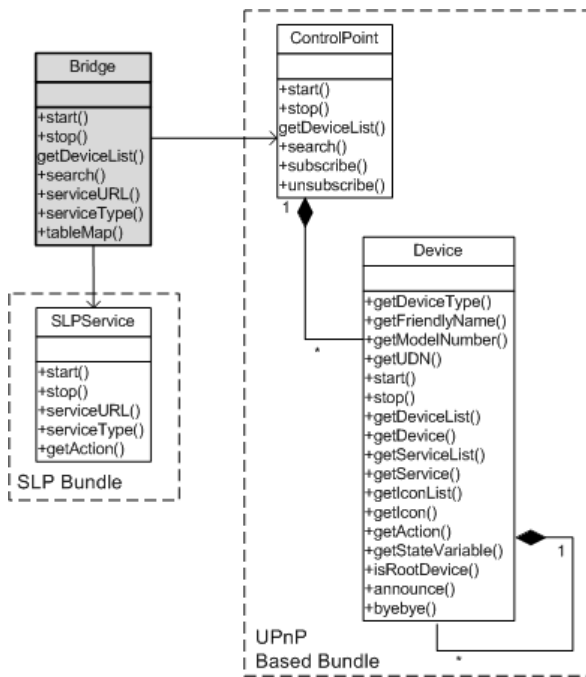 Bridge
+start()
+stop()
getDeviceList()
+search()
+serviceURL()
+serviceType()
+tableMap()
SLPService
+start()
+stop()
+serviceURL()
+serviceType()
+getAction()
SLP Bundle
ControlPoint
+start()
+stop()
getDeviceList()
+search()
+subscribe()
+unsubscribe()
1
*
Device
+getDeviceType()
+getFriendlyName()
+getModelNumber()
+getUDN()
+start()
+stop()
+getDeviceList()
+getDevice()
+getServiceList()
+getService()
+getIconList()
+getIcon()
+getAction()
+getStateVariable()
+isRootDevice()
+announce()
+byebye()
1
*
UPnP
Based Bundle